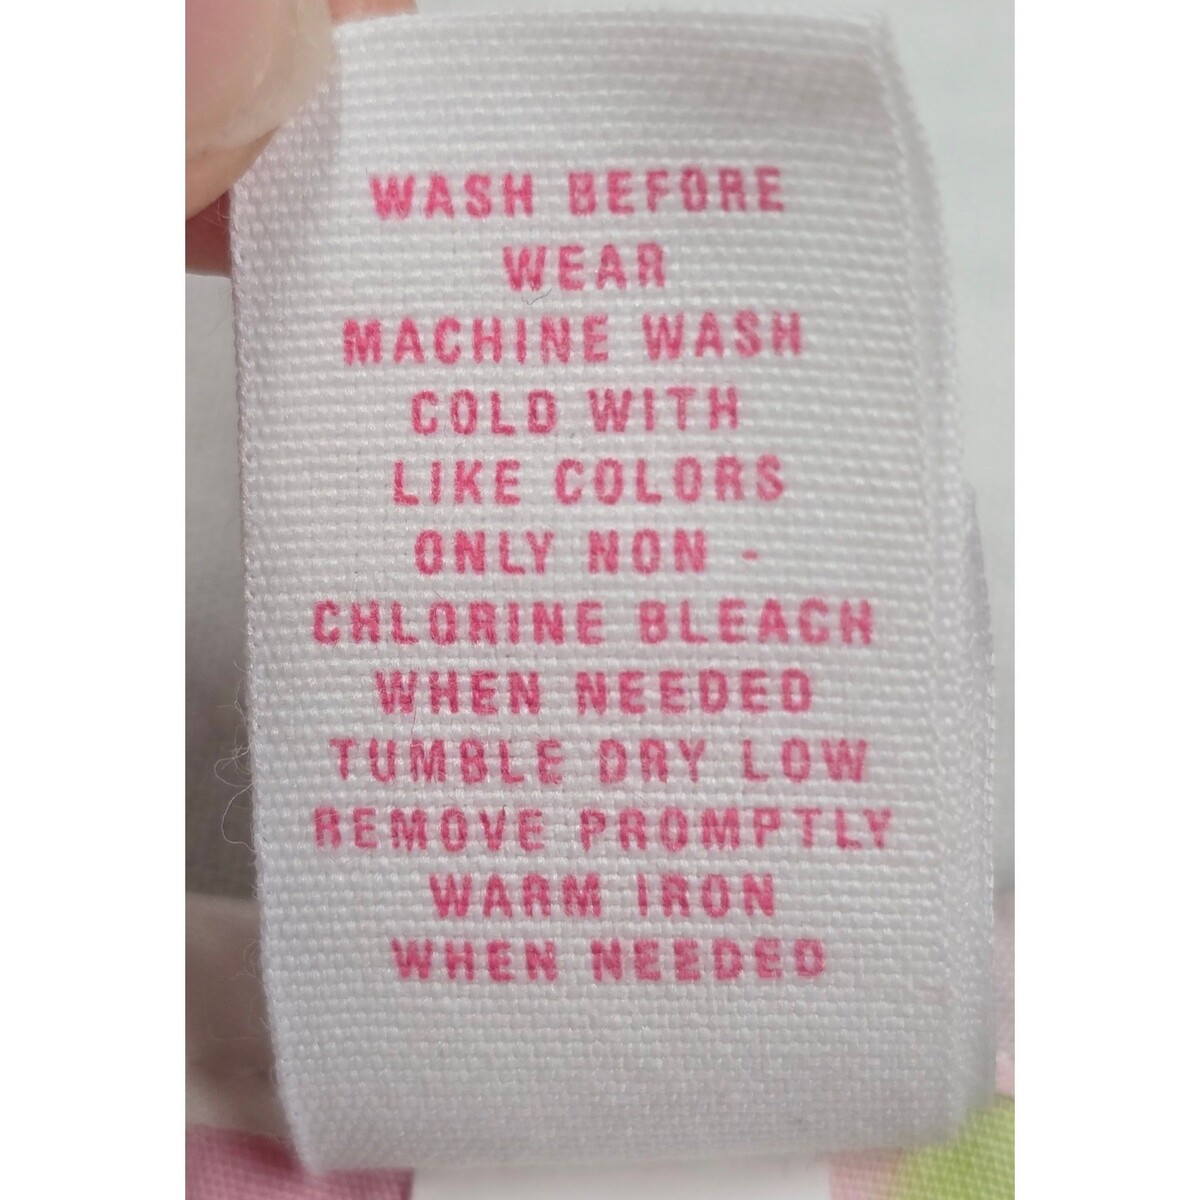 WASH BEFORE
WEAR
MACHINE WASH
COLD WITH
LIKE COLORS
ONLY NON -
CHLORINE BLEACH
WHEN NEEDED
TUMBLE DRY LOW
REMOVE PROMPTLY
WARM IRON
WHEN NEEDED